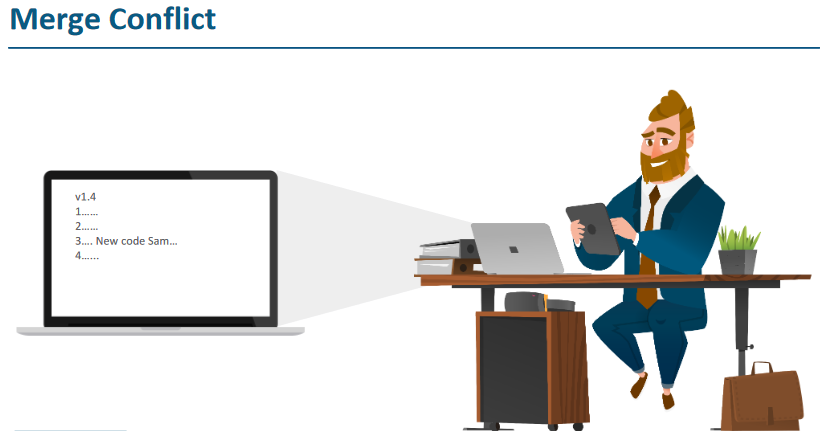 Merge Conflict
v1.4
1......
2......
3.... New code Sam...
4......